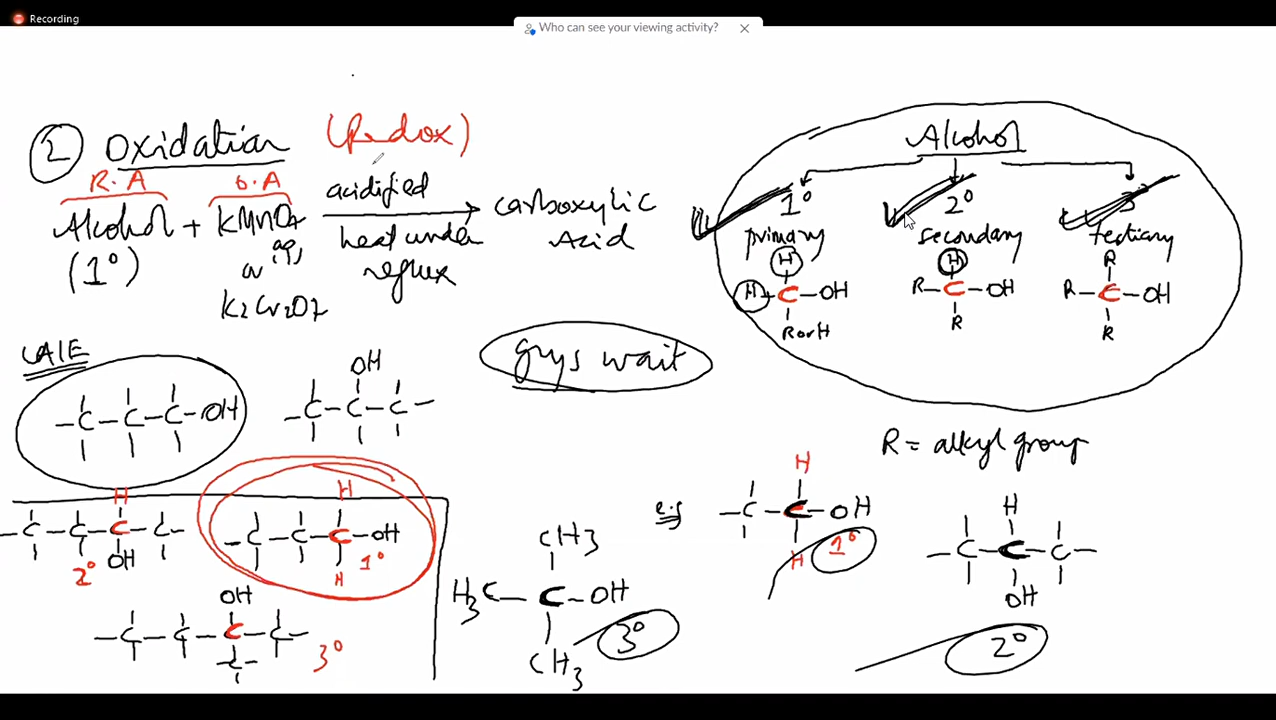 Recording
Who can see your viewing activity?
2 Oxidation (Redox)
R.A O.A
Alcohol + KMnO4 acidified carboxylic
(1°) aq, heat under Acid
or reflux
K2Cr2O7
Alcohol
1° 2° 3°
primary secondary tertiary
H H R
H-C-OH R-C-OH R-C-OH
R or H R R
CAIE
guys wait
-C-C-C-OH
OH
-C-C-C-
R = alkyl group
H
-C-C-C-C-
OH
2°
H
-C-C-C-OH
H
1°
OH
-C-C-C-C-
-C-
3°
CH3
H3C-C-OH
CH3
3°
e.g
H
-C-C-OH
H
1°
H
-C-C-C-
OH
2°